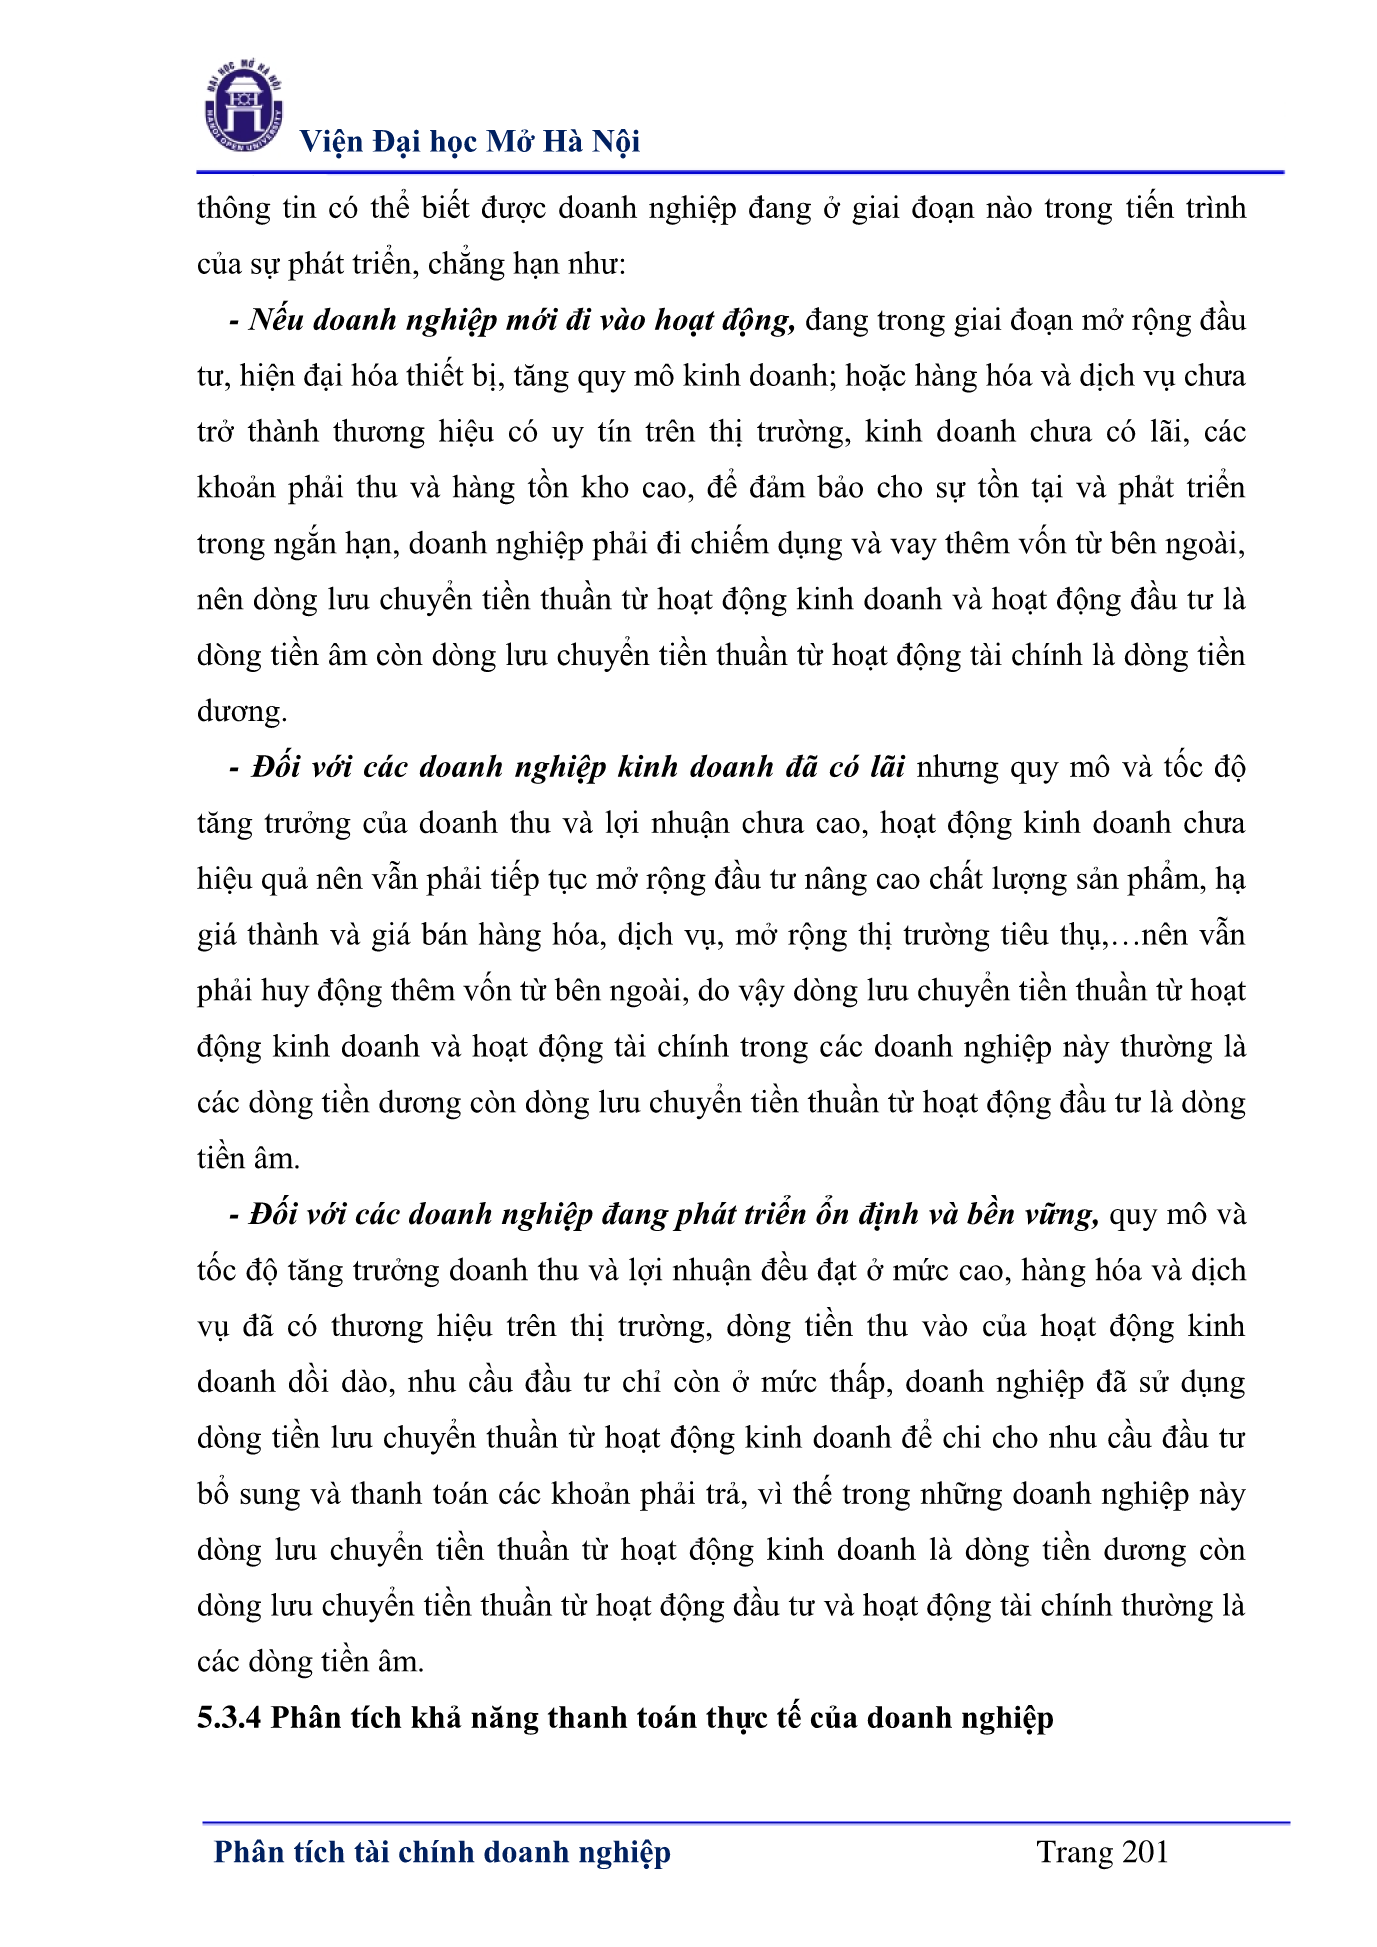 ĐẠI HỌC MỞ HÀ NỘI
HANOI OPEN UNIVERSITY
Viện Đại học Mở Hà Nội
thông tin có thể biết được doanh nghiệp đang ở giai đoạn nào trong tiến trình
của sự phát triển, chẳng hạn như:
- Nếu doanh nghiệp mới đi vào hoạt động, đang trong giai đoạn mở rộng đầu
tư, hiện đại hóa thiết bị, tăng quy mô kinh doanh; hoặc hàng hóa và dịch vụ chưa
trở thành thương hiệu có uy tín trên thị trường, kinh doanh chưa có lãi, các
khoản phải thu và hàng tồn kho cao, để đảm bảo cho sự tồn tại và phảt triển
trong ngắn hạn, doanh nghiệp phải đi chiếm dụng và vay thêm vốn từ bên ngoài,
nên dòng lưu chuyển tiền thuần từ hoạt động kinh doanh và hoạt động đầu tư là
dòng tiền âm còn dòng lưu chuyển tiền thuần từ hoạt động tài chính là dòng tiền
dương.
- Đối với các doanh nghiệp kinh doanh đã có lãi nhưng quy mô và tốc độ
tăng trưởng của doanh thu và lợi nhuận chưa cao, hoạt động kinh doanh chưa
hiệu quả nên vẫn phải tiếp tục mở rộng đầu tư nâng cao chất lượng sản phẩm, hạ
giá thành và giá bán hàng hóa, dịch vụ, mở rộng thị trường tiêu thụ,…nên vẫn
phải huy động thêm vốn từ bên ngoài, do vậy dòng lưu chuyển tiền thuần từ hoạt
động kinh doanh và hoạt động tài chính trong các doanh nghiệp này thường là
các dòng tiền dương còn dòng lưu chuyển tiền thuần từ hoạt động đầu tư là dòng
tiền âm.
- Đối với các doanh nghiệp đang phát triển ổn định và bền vững, quy mô và
tốc độ tăng trưởng doanh thu và lợi nhuận đều đạt ở mức cao, hàng hóa và dịch
vụ đã có thương hiệu trên thị trường, dòng tiền thu vào của hoạt động kinh
doanh dồi dào, nhu cầu đầu tư chỉ còn ở mức thấp, doanh nghiệp đã sử dụng
dòng tiền lưu chuyển thuần từ hoạt động kinh doanh để chi cho nhu cầu đầu tư
bổ sung và thanh toán các khoản phải trả, vì thế trong những doanh nghiệp này
dòng lưu chuyển tiền thuần từ hoạt động kinh doanh là dòng tiền dương còn
dòng lưu chuyển tiền thuần từ hoạt động đầu tư và hoạt động tài chính thường là
các dòng tiền âm.
5.3.4 Phân tích khả năng thanh toán thực tế của doanh nghiệp
Phân tích tài chính doanh nghiệp
Trang 201